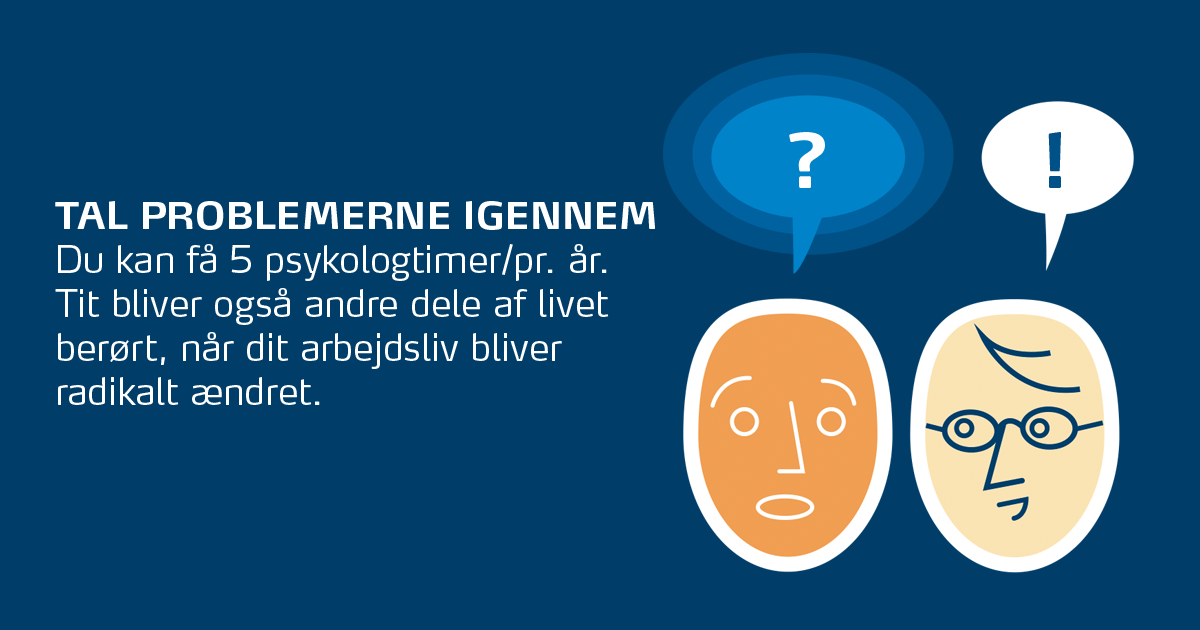 TAL PROBLEMERNE IGENNEM
Du kan få 5 psykologtimer/pr. år.
Tit bliver også andre dele af livet
berørt, når dit arbejdsliv bliver
radikalt ændret.
?
!